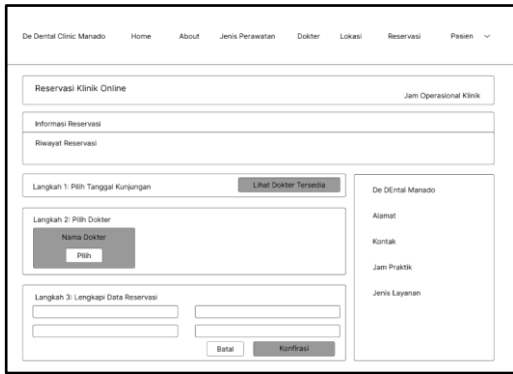 De Dental Clinic Manado Home About Jenis Perawatan Dokter Lokasi Reservasi Pasien
Reservasi Klinik Online
Jam Operasional Klinik
Informasi Reservasi
Riwayat Reservasi
Langkah 1: Pilih Tanggal Kunjungan
Lihat Dokter Tersedia
Langkah 2: Pilih Dokter
Nama Dokter
Pilih
Langkah 3: Lengkapi Data Reservasi
Batal
Konfirasi
De DEntal Manado
Alamat
Kontak
Jam Praktik
Jenis Layanan